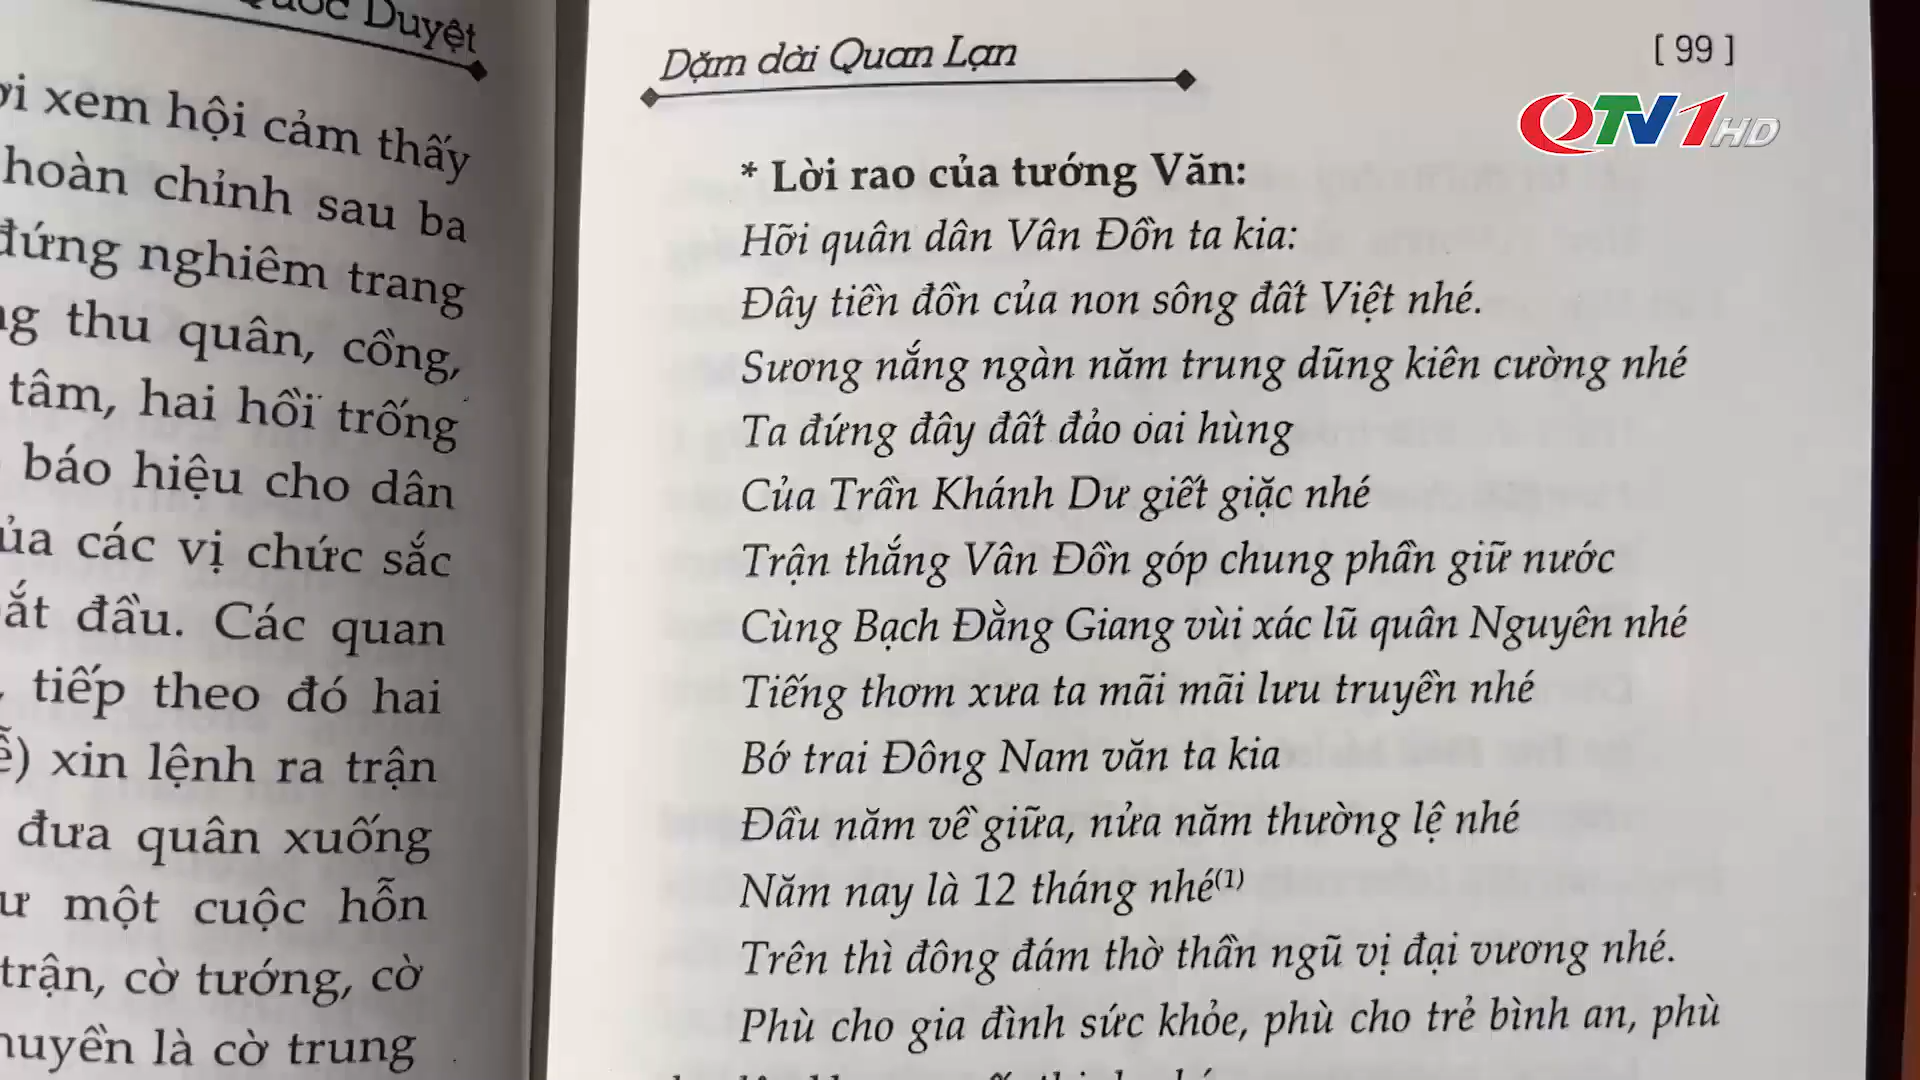 Quốc Duyệt
xem hội cảm thấy
hoàn chỉnh sau ba
đứng nghiêm trang
thu quân, cồng,
tâm, hai hồi trống
báo hiệu cho dân
của các vị chức sắc
bắt đầu. Các quan
tiếp theo đó hai
xin lệnh ra trận
đưa quân xuống
một cuộc hỗn
trận, cờ tướng, cờ
là cờ trung
Dặm dài Quan Lạn
[ 99 ]
QTV1HD
* Lời rao của tướng Văn:
Hỡi quân dân Vân Đồn ta kia:
Đây tiền đồn của non sông đất Việt nhé.
Sương nắng ngàn năm trung dũng kiên cường nhé
Ta đứng đây đất đảo oai hùng
Của Trần Khánh Dư giết giặc nhé
Trận thắng Vân Đồn góp chung phần giữ nước
Cùng Bạch Đằng Giang vùi xác lũ quân Nguyên nhé
Tiếng thơm xưa ta mãi mãi lưu truyền nhé
Bớ trai Đông Nam văn ta kia
Đầu năm về giữa, nửa năm thường lệ nhé
Năm nay là 12 tháng nhé(1)
Trên thì đông đám thờ thần ngũ vị đại vương nhé.
Phù cho gia đình sức khỏe, phù cho trẻ bình an, phù